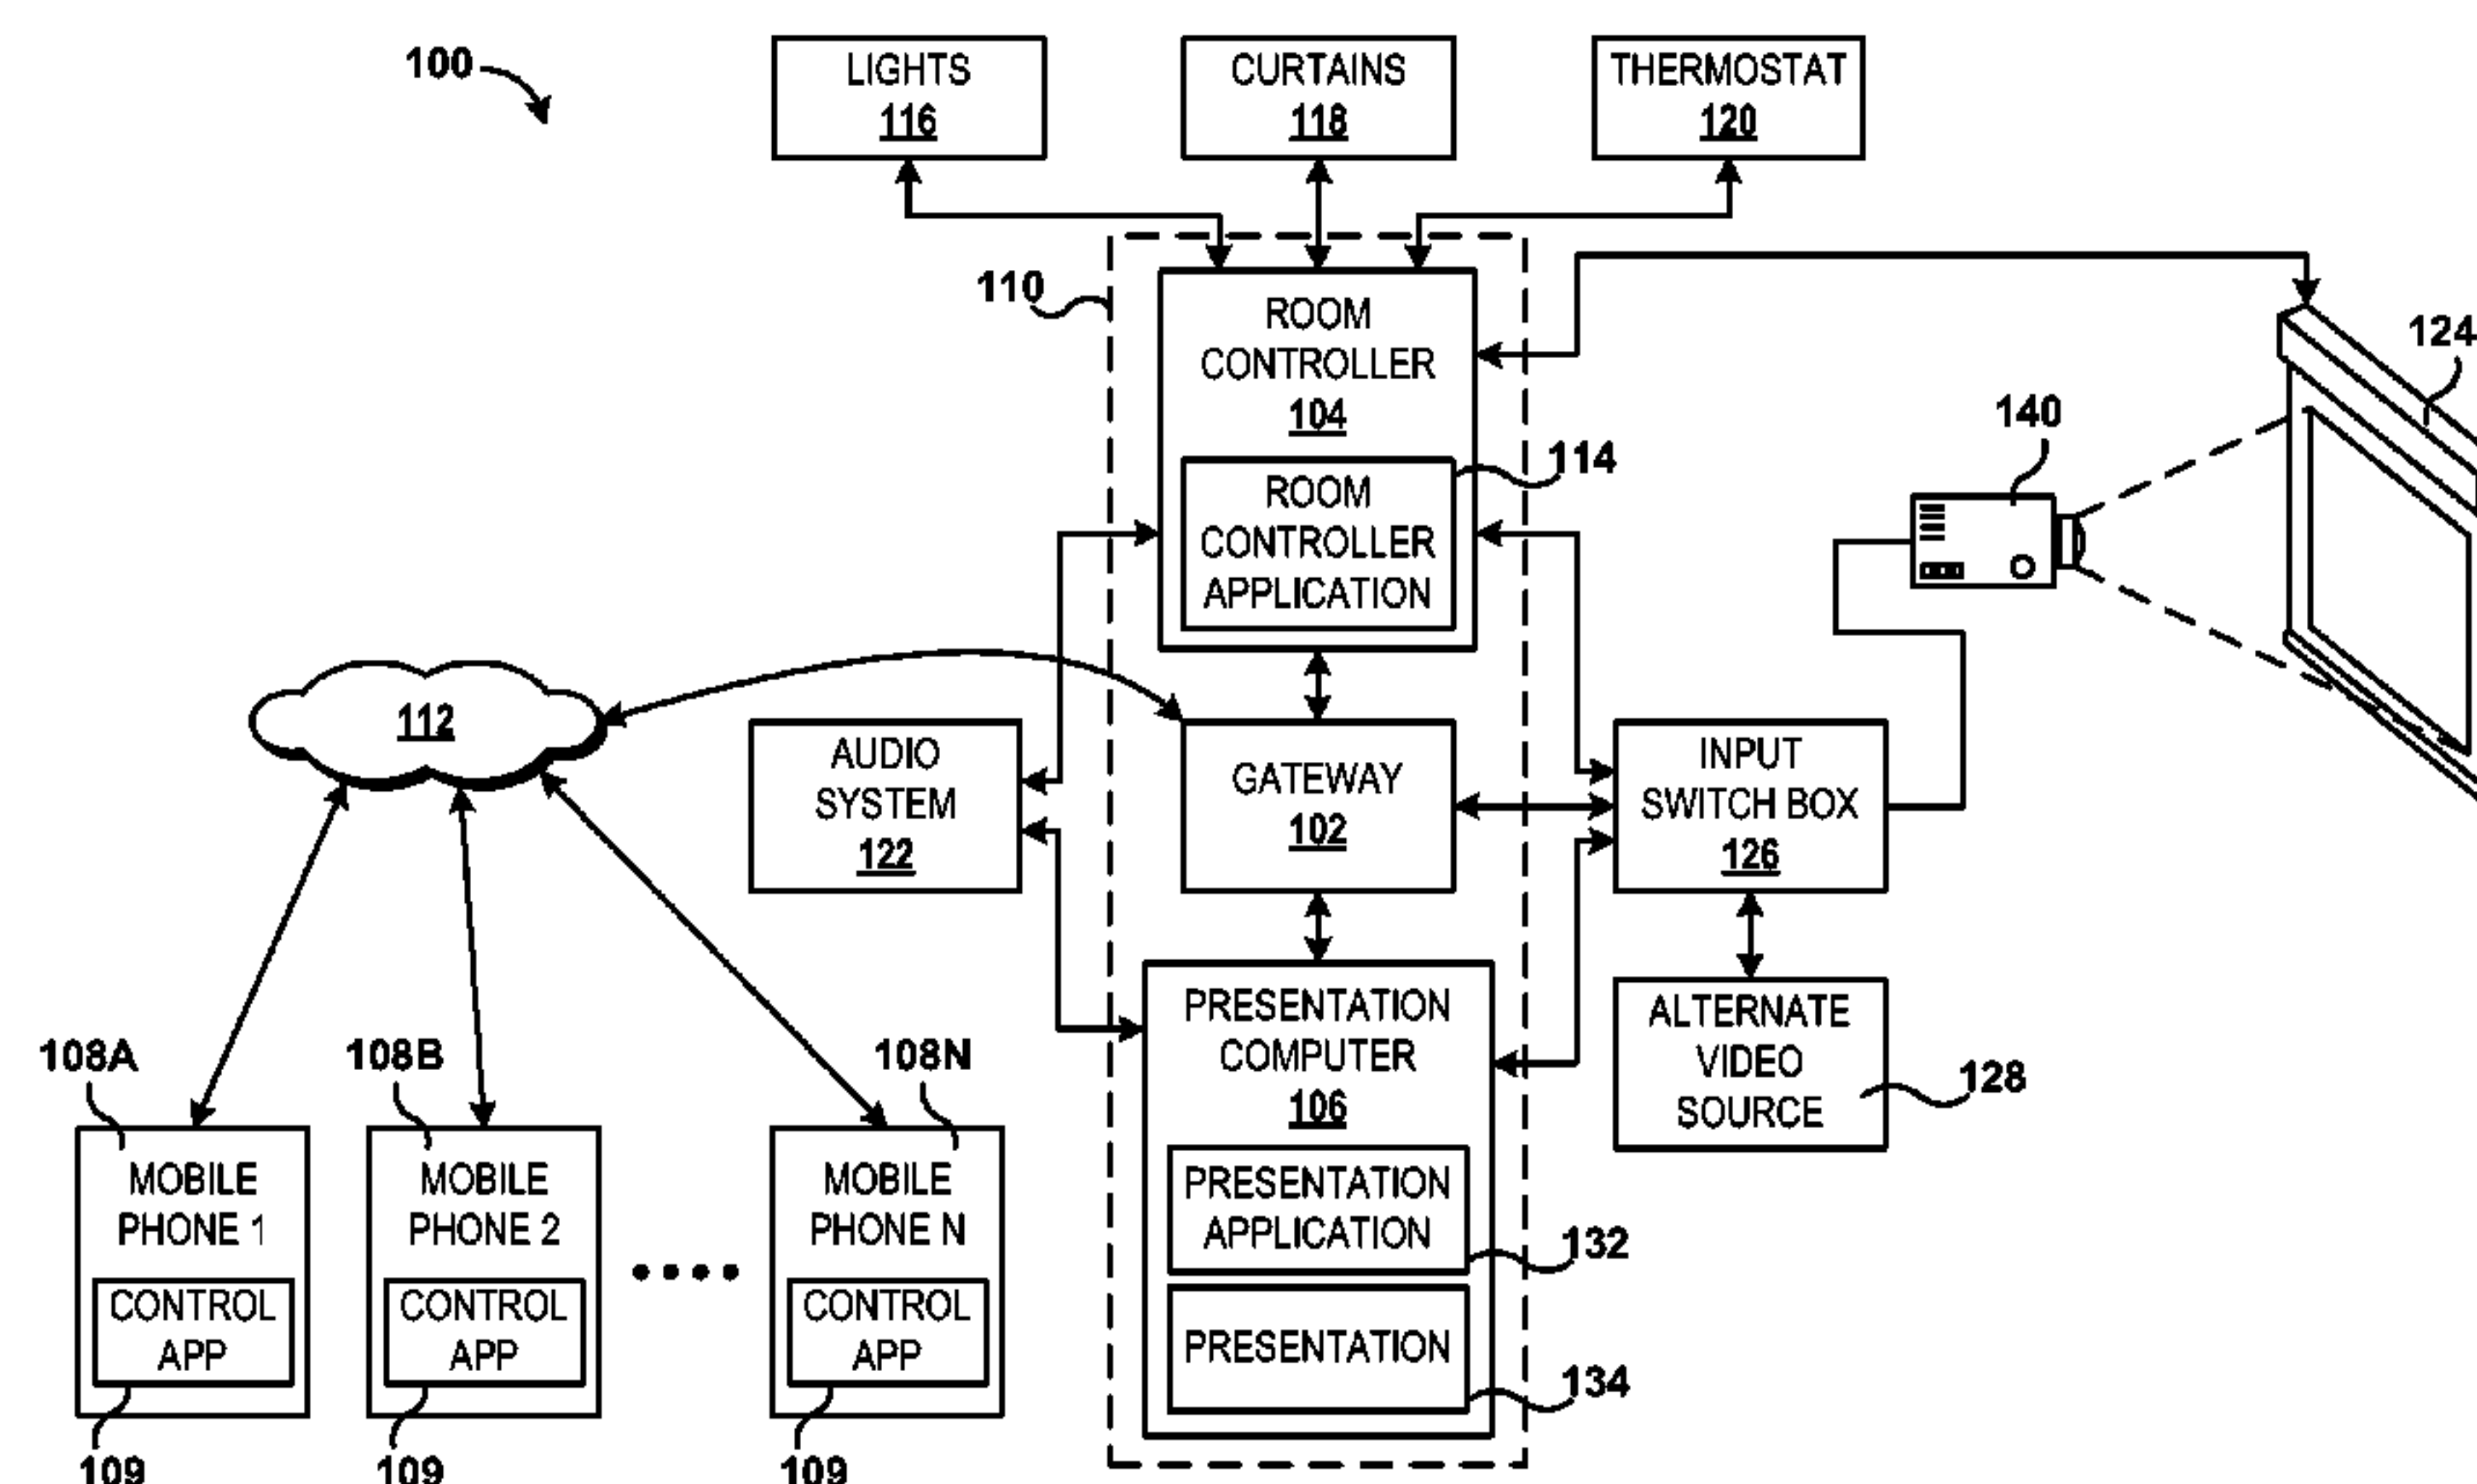 100
LIGHTS
116
CURTAINS
118
THERMOSTAT
120
110
ROOM
CONTROLLER
104
ROOM
CONTROLLER
APPLICATION
114
124
140
112
AUDIO
SYSTEM
122
GATEWAY
102
INPUT
SWITCH BOX
126
PRESENTATION
COMPUTER
106
PRESENTATION
APPLICATION
132
PRESENTATION
134
ALTERNATE
VIDEO
SOURCE
128
108A
MOBILE
PHONE 1
CONTROL
APP
109
108B
MOBILE
PHONE 2
CONTROL
APP
109
108N
MOBILE
PHONE N
CONTROL
APP
109